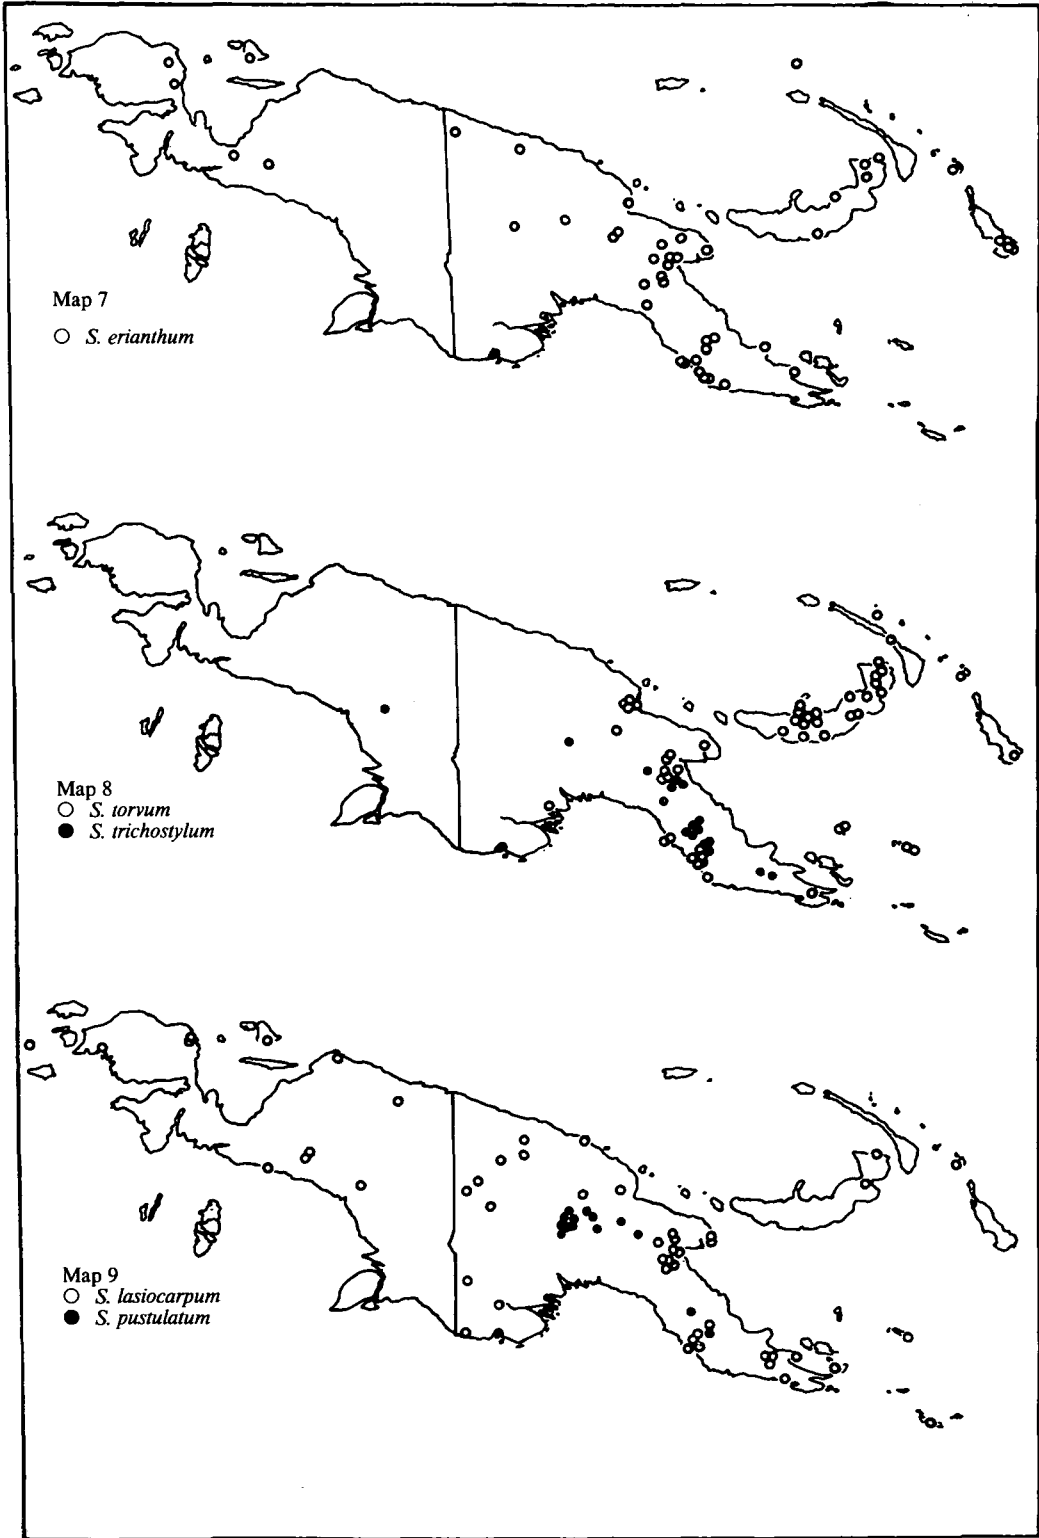 Map 7
S. erianthum
Map 8
S. torvum
S. trichostylum
Map 9
S. lasiocarpum
S. pustulatum